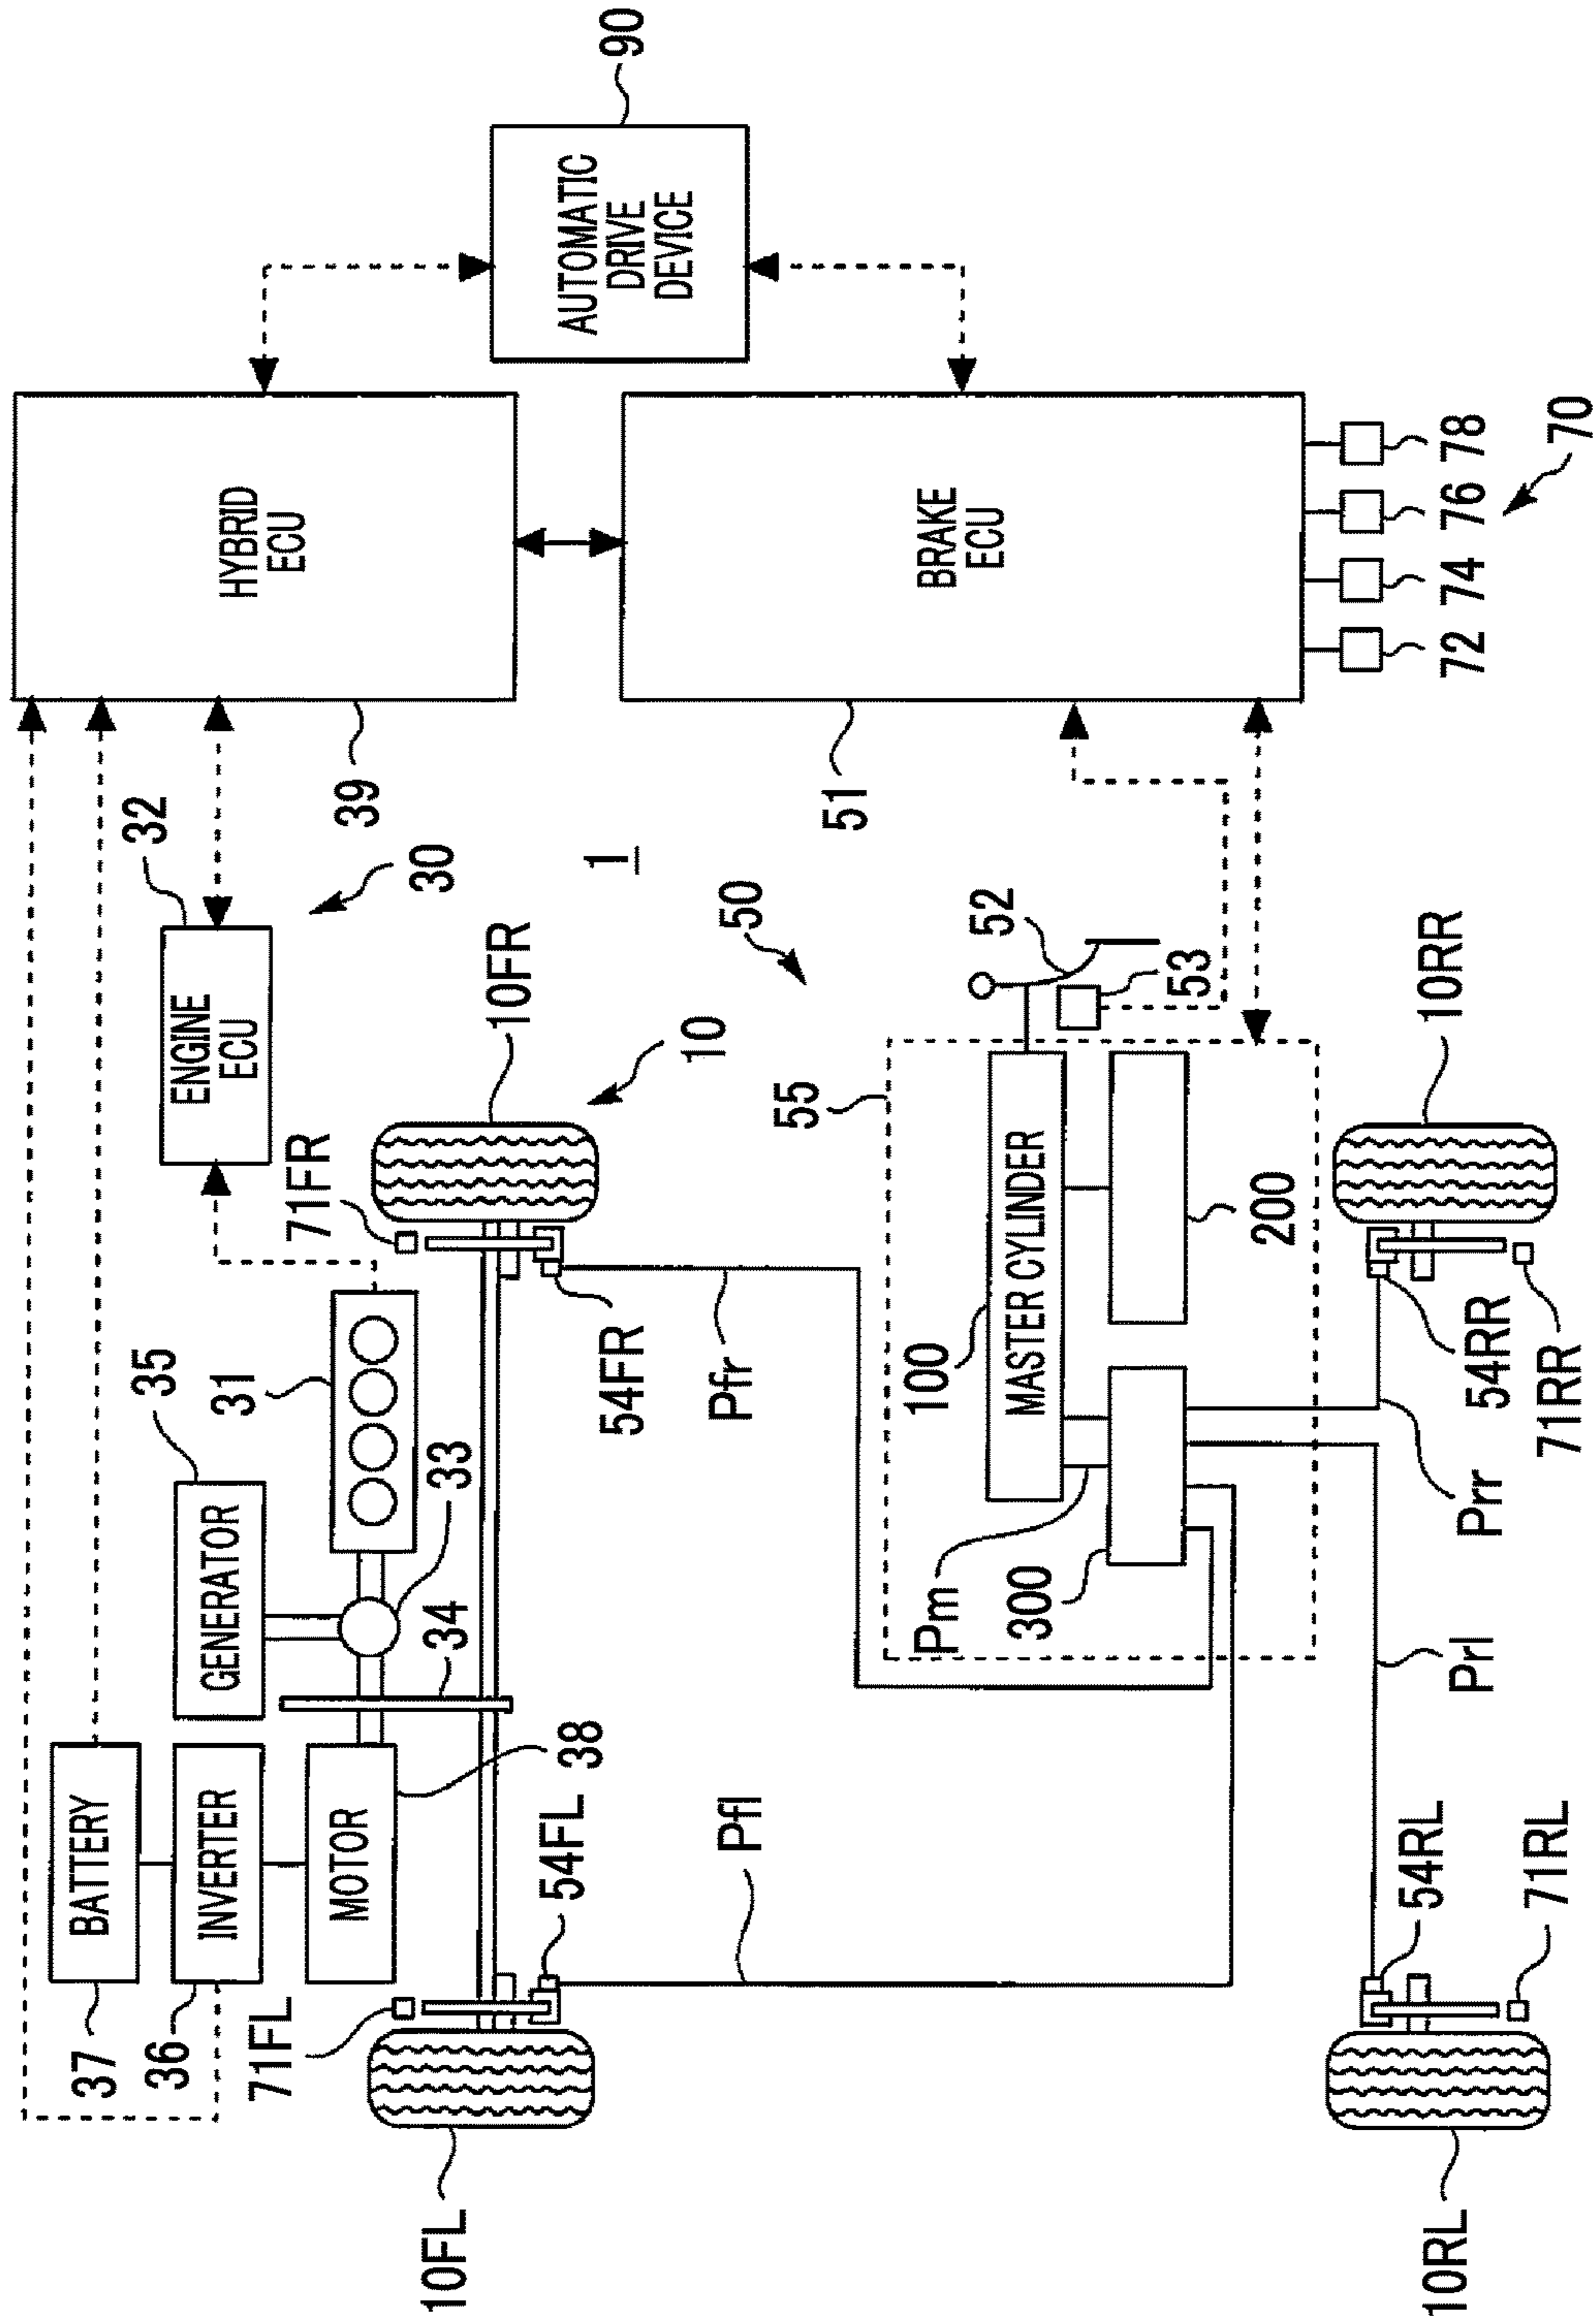 37
BATTERY
36
INVERTER
MOTOR
38
35
GENERATOR
31
33
34
32
ENGINE
ECU
30
39
HYBRID
ECU
90
AUTOMATIC
DRIVE
DEVICE
51
BRAKE
ECU
72
74
76
78
70
1
50
52
53
55
100
MASTER CYLINDER
200
300
Pm
10
10FL
71FL
54FL
Pfl
71FR
10FR
54FR
Pfr
10RL
54RL
71RL
Prl
Prr
54RR
71RR
10RR